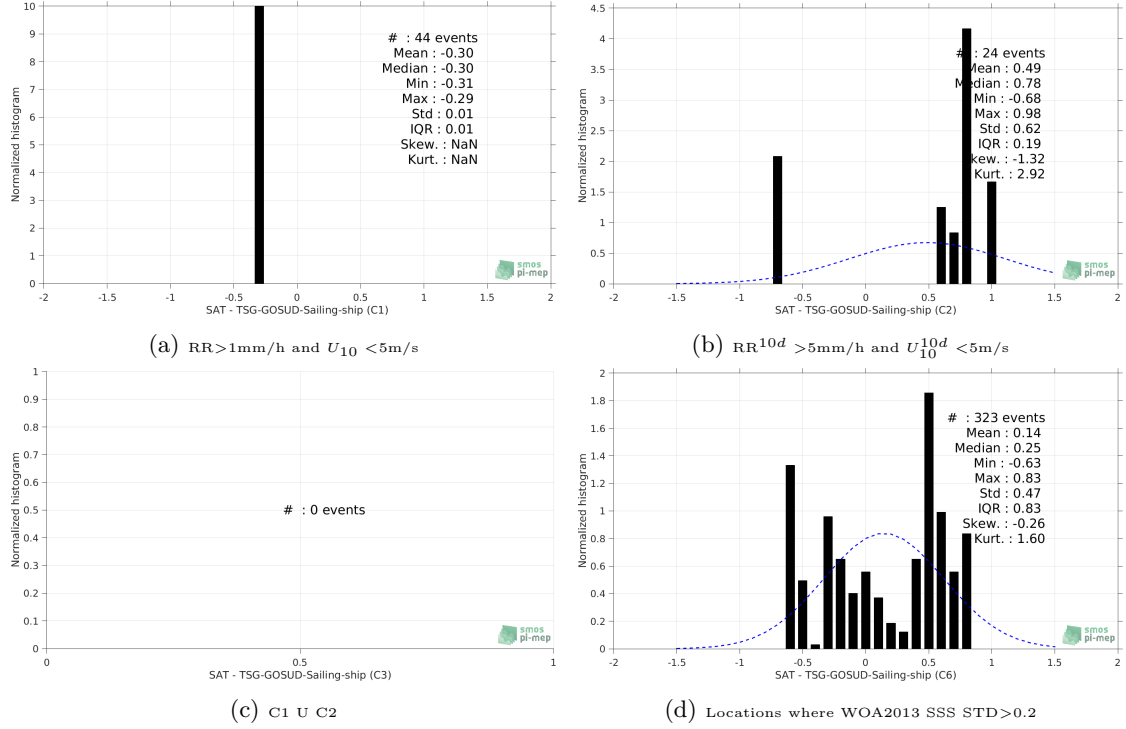 10
9
8
7
6
5
4
3
2
1
0
Normalized histogram
# : 44 events
Mean : -0.30
Median : -0.30
Min : -0.31
Max : -0.29
Std : 0.01
IQR : 0.01
Skew. : NaN
Kurt. : NaN
smos
pi-mep
-2 -1.5 -1 -0.5 0 0.5 1 1.5 2
SAT - TSG-GOSUD-Sailing-ship (C1)
(a) RR>1mm/h and U10 <5m/s
4.5
4
3.5
3
2.5
2
1.5
1
0.5
0
Normalized histogram
# : 24 events
Mean : 0.49
Median : 0.78
Min : -0.68
Max : 0.98
Std : 0.62
IQR : 0.19
Skew. : -1.32
Kurt. : 2.92
smos
pi-mep
-2 -1.5 -1 -0.5 0 0.5 1 1.5 2
SAT - TSG-GOSUD-Sailing-ship (C2)
(b) RR10d >5mm/h and U10d10 <5m/s
1
0.9
0.8
0.7
0.6
0.5
0.4
0.3
0.2
0.1
0
Normalized histogram
# : 0 events
smos
pi-mep
0 0.5 1
SAT - TSG-GOSUD-Sailing-ship (C3)
(c) C1 U C2
2
1.8
1.6
1.4
1.2
1
0.8
0.6
0.4
0.2
0
Normalized histogram
# : 323 events
Mean : 0.14
Median : 0.25
Min : -0.63
Max : 0.83
Std : 0.47
IQR : 0.83
Skew. : -0.26
Kurt. : 1.60
smos
pi-mep
-2 -1.5 -1 -0.5 0 0.5 1 1.5 2
SAT - TSG-GOSUD-Sailing-ship (C6)
(d) Locations where WOA2013 SSS STD>0.2